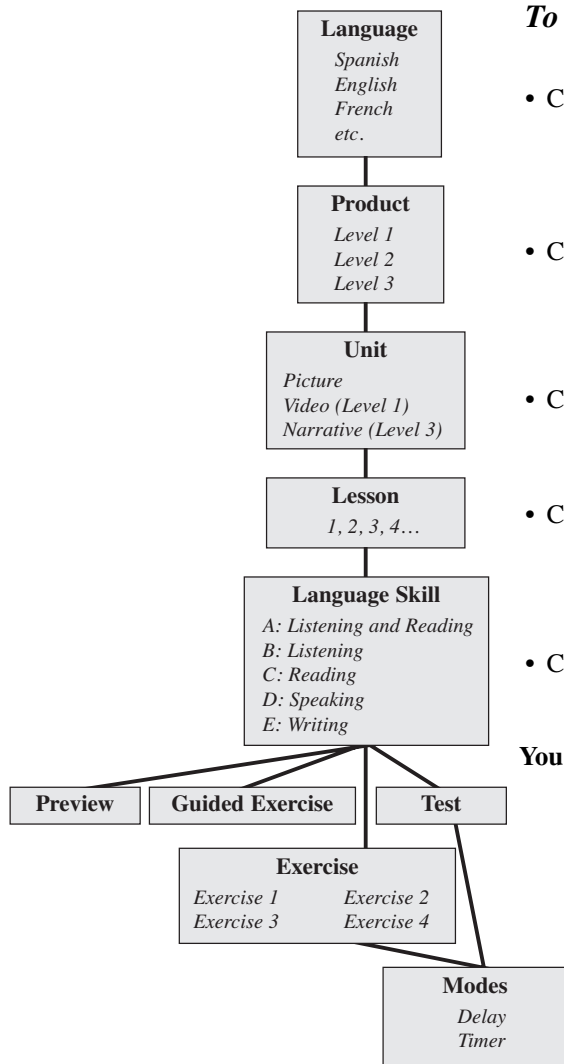 To
Language
Spanish
English
French
etc.
• C
Product
Level 1
Level 2
Level 3
• C
Unit
Picture
Video (Level 1)
Narrative (Level 3)
• C
Lesson
1, 2, 3, 4…
• C
Language Skill
A: Listening and Reading
B: Listening
C: Reading
D: Speaking
E: Writing
• C
You
Preview
Guided Exercise
Test
Exercise
Exercise 1 Exercise 2
Exercise 3 Exercise 4
Modes
Delay
Timer